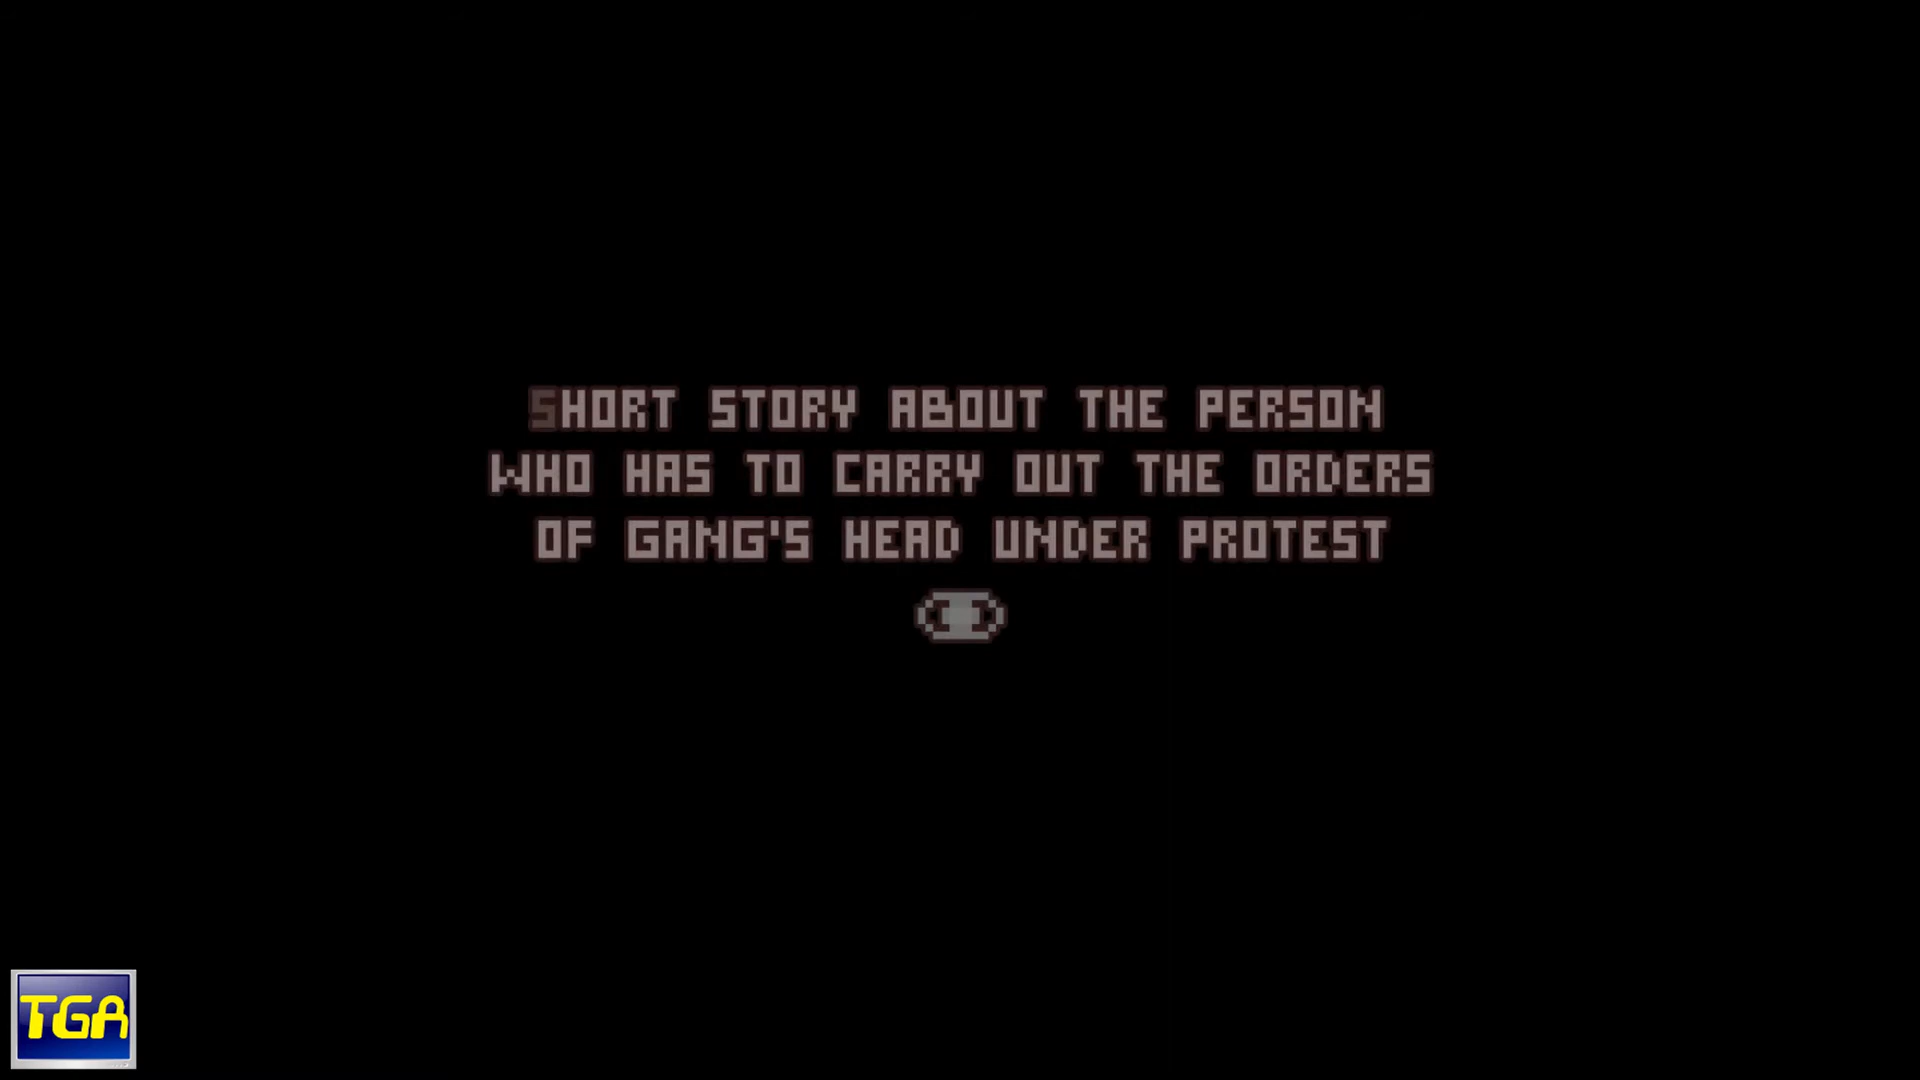 SHORT STORY ABOUT THE PERSON
WHO HAS TO CARRY OUT THE ORDERS
OF GANG'S HEAD UNDER PROTEST
TGA